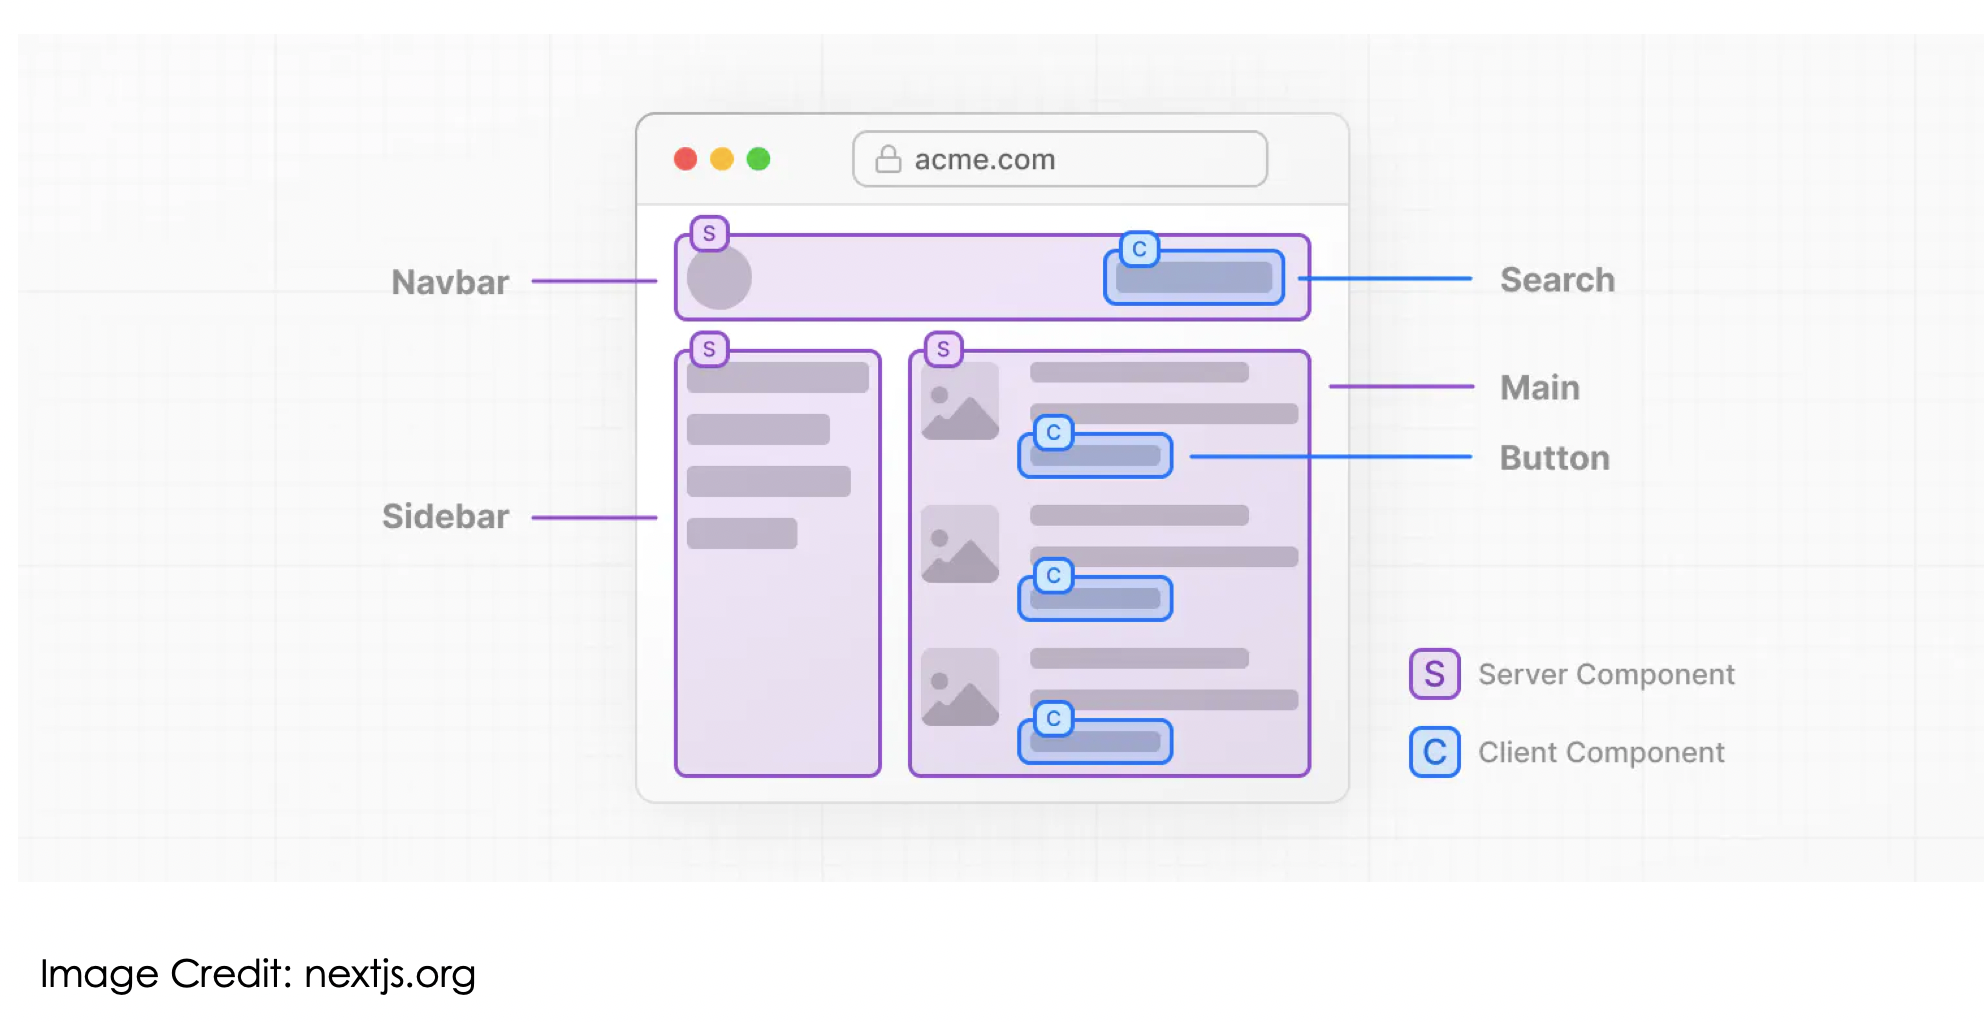 acme.com
S
C
Navbar
Search
S
S
Main
C
Button
Sidebar
C
S Server Component
C
C Client Component
Image Credit: nextjs.org